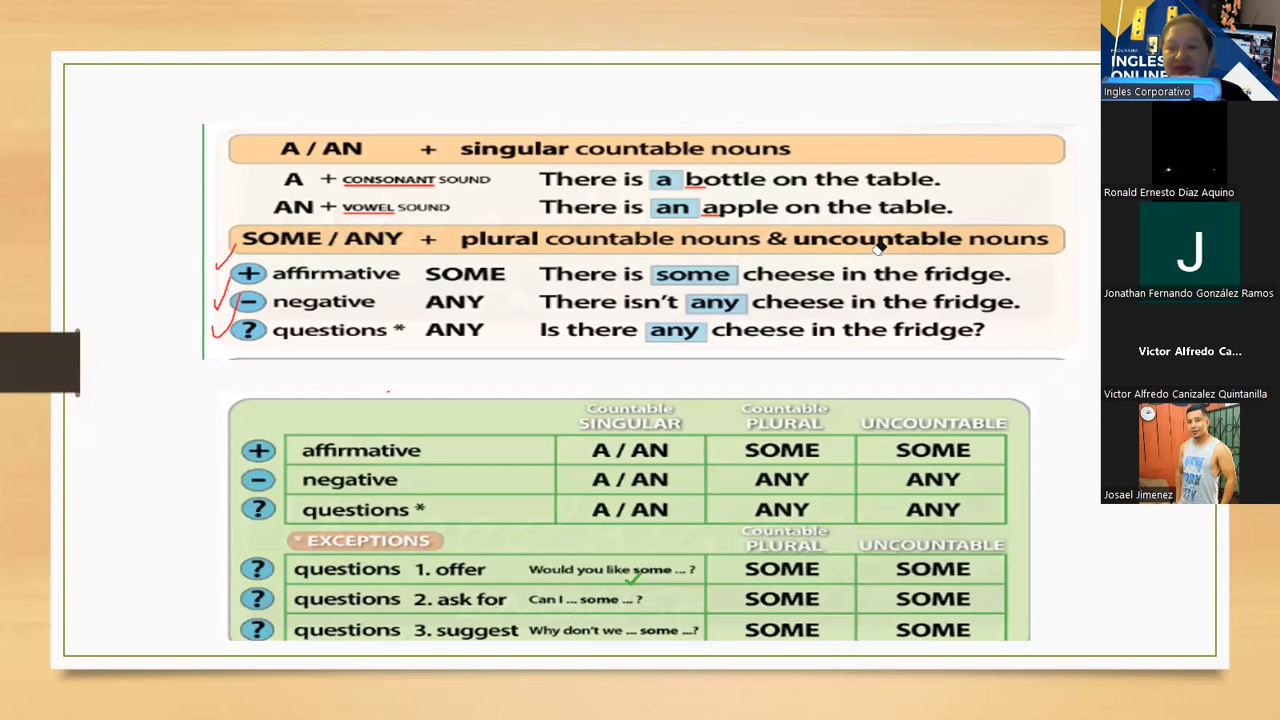 A / AN + singular countable nouns
A + CONSONANT SOUND There is a bottle on the table.
AN + VOWEL SOUND There is an apple on the table.
SOME / ANY + plural countable nouns & uncountable nouns
+ affirmative SOME There is some cheese in the fridge.
− negative ANY There isn't any cheese in the fridge.
? questions * ANY Is there any cheese in the fridge?
Countable Countable
SINGULAR PLURAL UNCOUNTABLE
+ affirmative A / AN SOME SOME
− negative A / AN ANY ANY
? questions * A / AN ANY ANY
Countable
* EXCEPTIONS PLURAL UNCOUNTABLE
? questions 1. offer Would you like some ... ? SOME SOME
? questions 2. ask for Can I ... some ... ? SOME SOME
? questions 3. suggest Why don't we ... some ...? SOME SOME
PROGRAMA
INGLÉS
ONLINE
Ingles Corporativo
Ronald Ernesto Diaz Aquino
J
Jonathan Fernando González Ramos
Victor Alfredo Ca...
Victor Alfredo Canizalez Quintanilla
Josael Jimenez